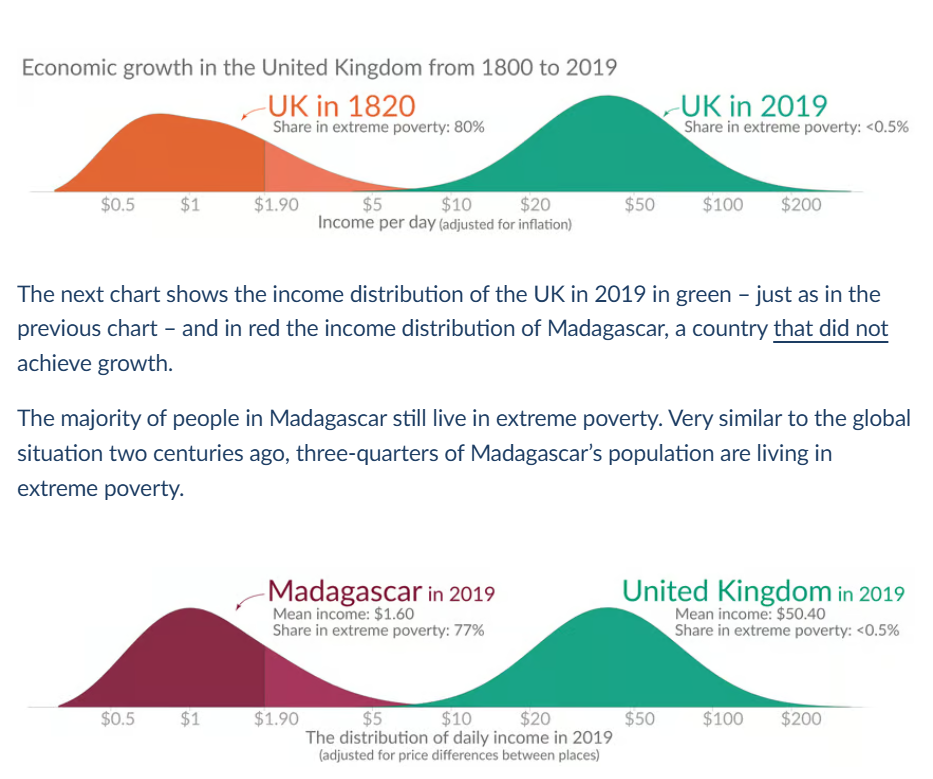 Economic growth in the United Kingdom from 1800 to 2019
UK in 1820
Share in extreme poverty: 80%
UK in 2019
Share in extreme poverty: <0.5%
$0.5 $1 $1.90 $5 $10 $20 $50 $100 $200
Income per day (adjusted for inflation)
The next chart shows the income distribution of the UK in 2019 in green – just as in the
previous chart – and in red the income distribution of Madagascar, a country that did not
achieve growth.
The majority of people in Madagascar still live in extreme poverty. Very similar to the global
situation two centuries ago, three-quarters of Madagascar’s population are living in
extreme poverty.
Madagascar in 2019
Mean income: $1.60
Share in extreme poverty: 77%
United Kingdom in 2019
Mean income: $50.40
Share in extreme poverty: <0.5%
$0.5 $1 $1.90 $5 $10 $20 $50 $100 $200
The distribution of daily income in 2019
(adjusted for price differences between places)